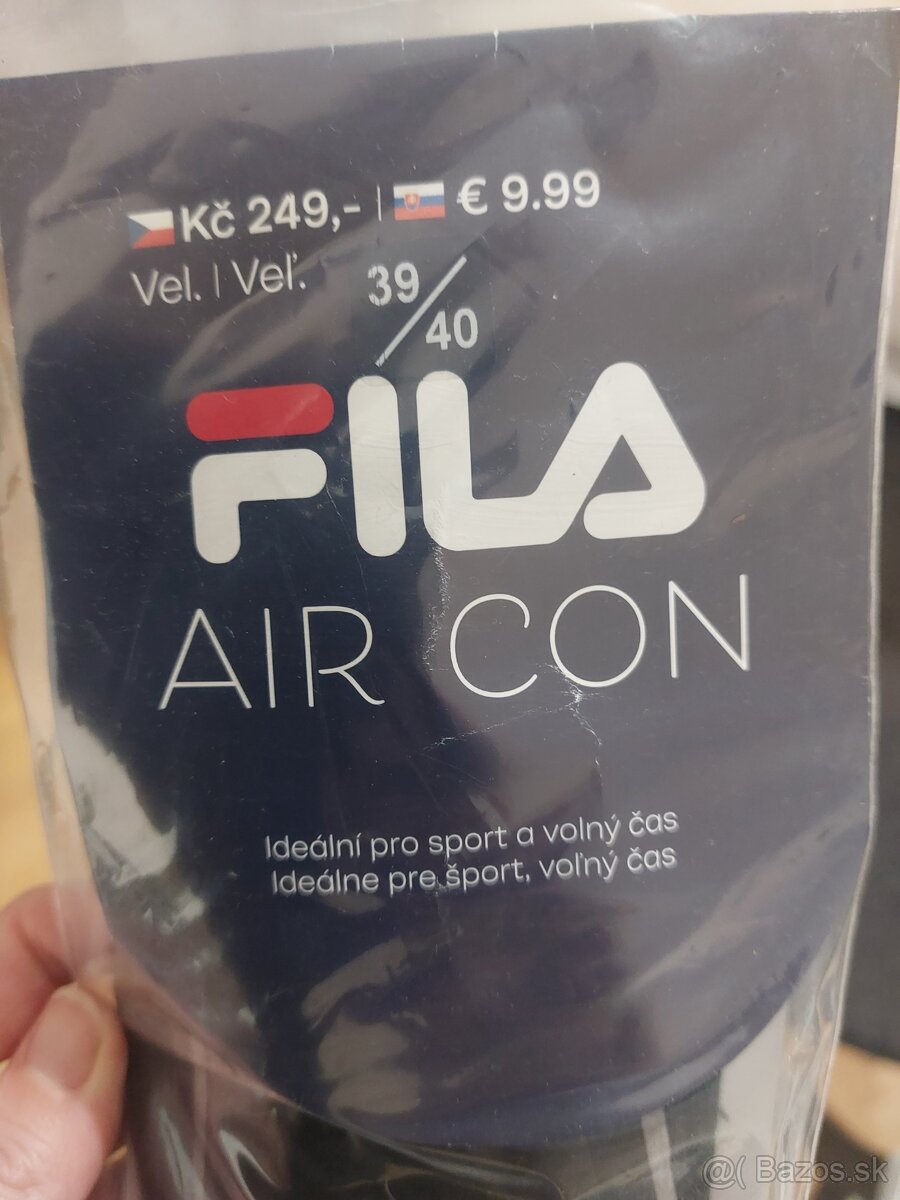 Kč 249,- | € 9.99
Vel. | Veľ. 39/40
FILA
AIR CON
Ideální pro sport a volný čas
Ideálne pre šport, voľný čas
@( Bazos.sk